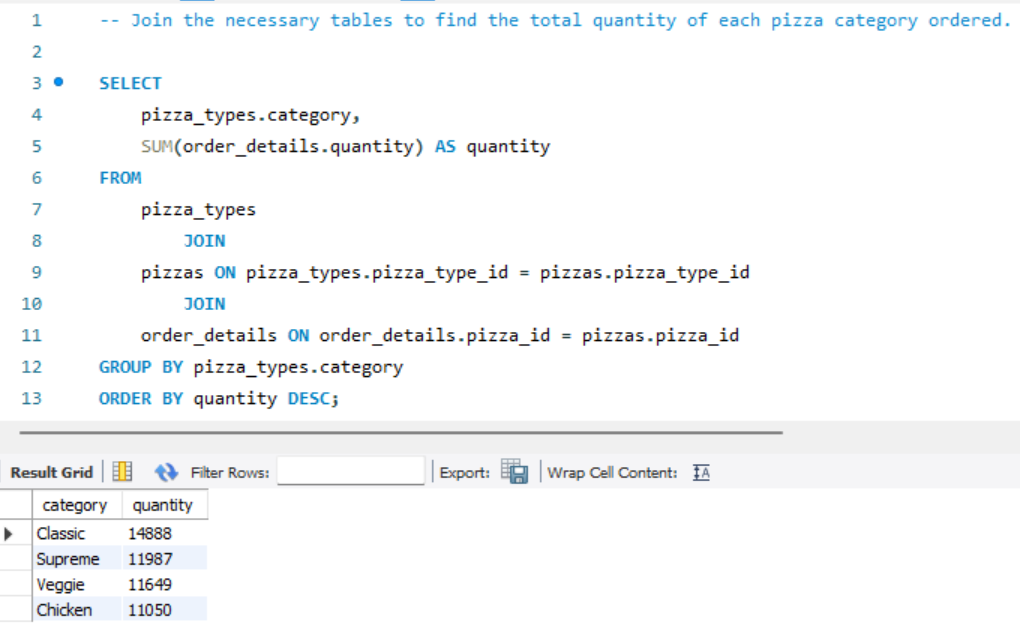 1 -- Join the necessary tables to find the total quantity of each pizza category ordered.
2
3 SELECT
4 pizza_types.category,
5 SUM(order_details.quantity) AS quantity
6 FROM
7 pizza_types
8 JOIN
9 pizzas ON pizza_types.pizza_type_id = pizzas.pizza_type_id
10 JOIN
11 order_details ON order_details.pizza_id = pizzas.pizza_id
12 GROUP BY pizza_types.category
13 ORDER BY quantity DESC;
Result Grid Filter Rows: Export: Wrap Cell Content: IA
category quantity
Classic 14888
Supreme 11987
Veggie 11649
Chicken 11050